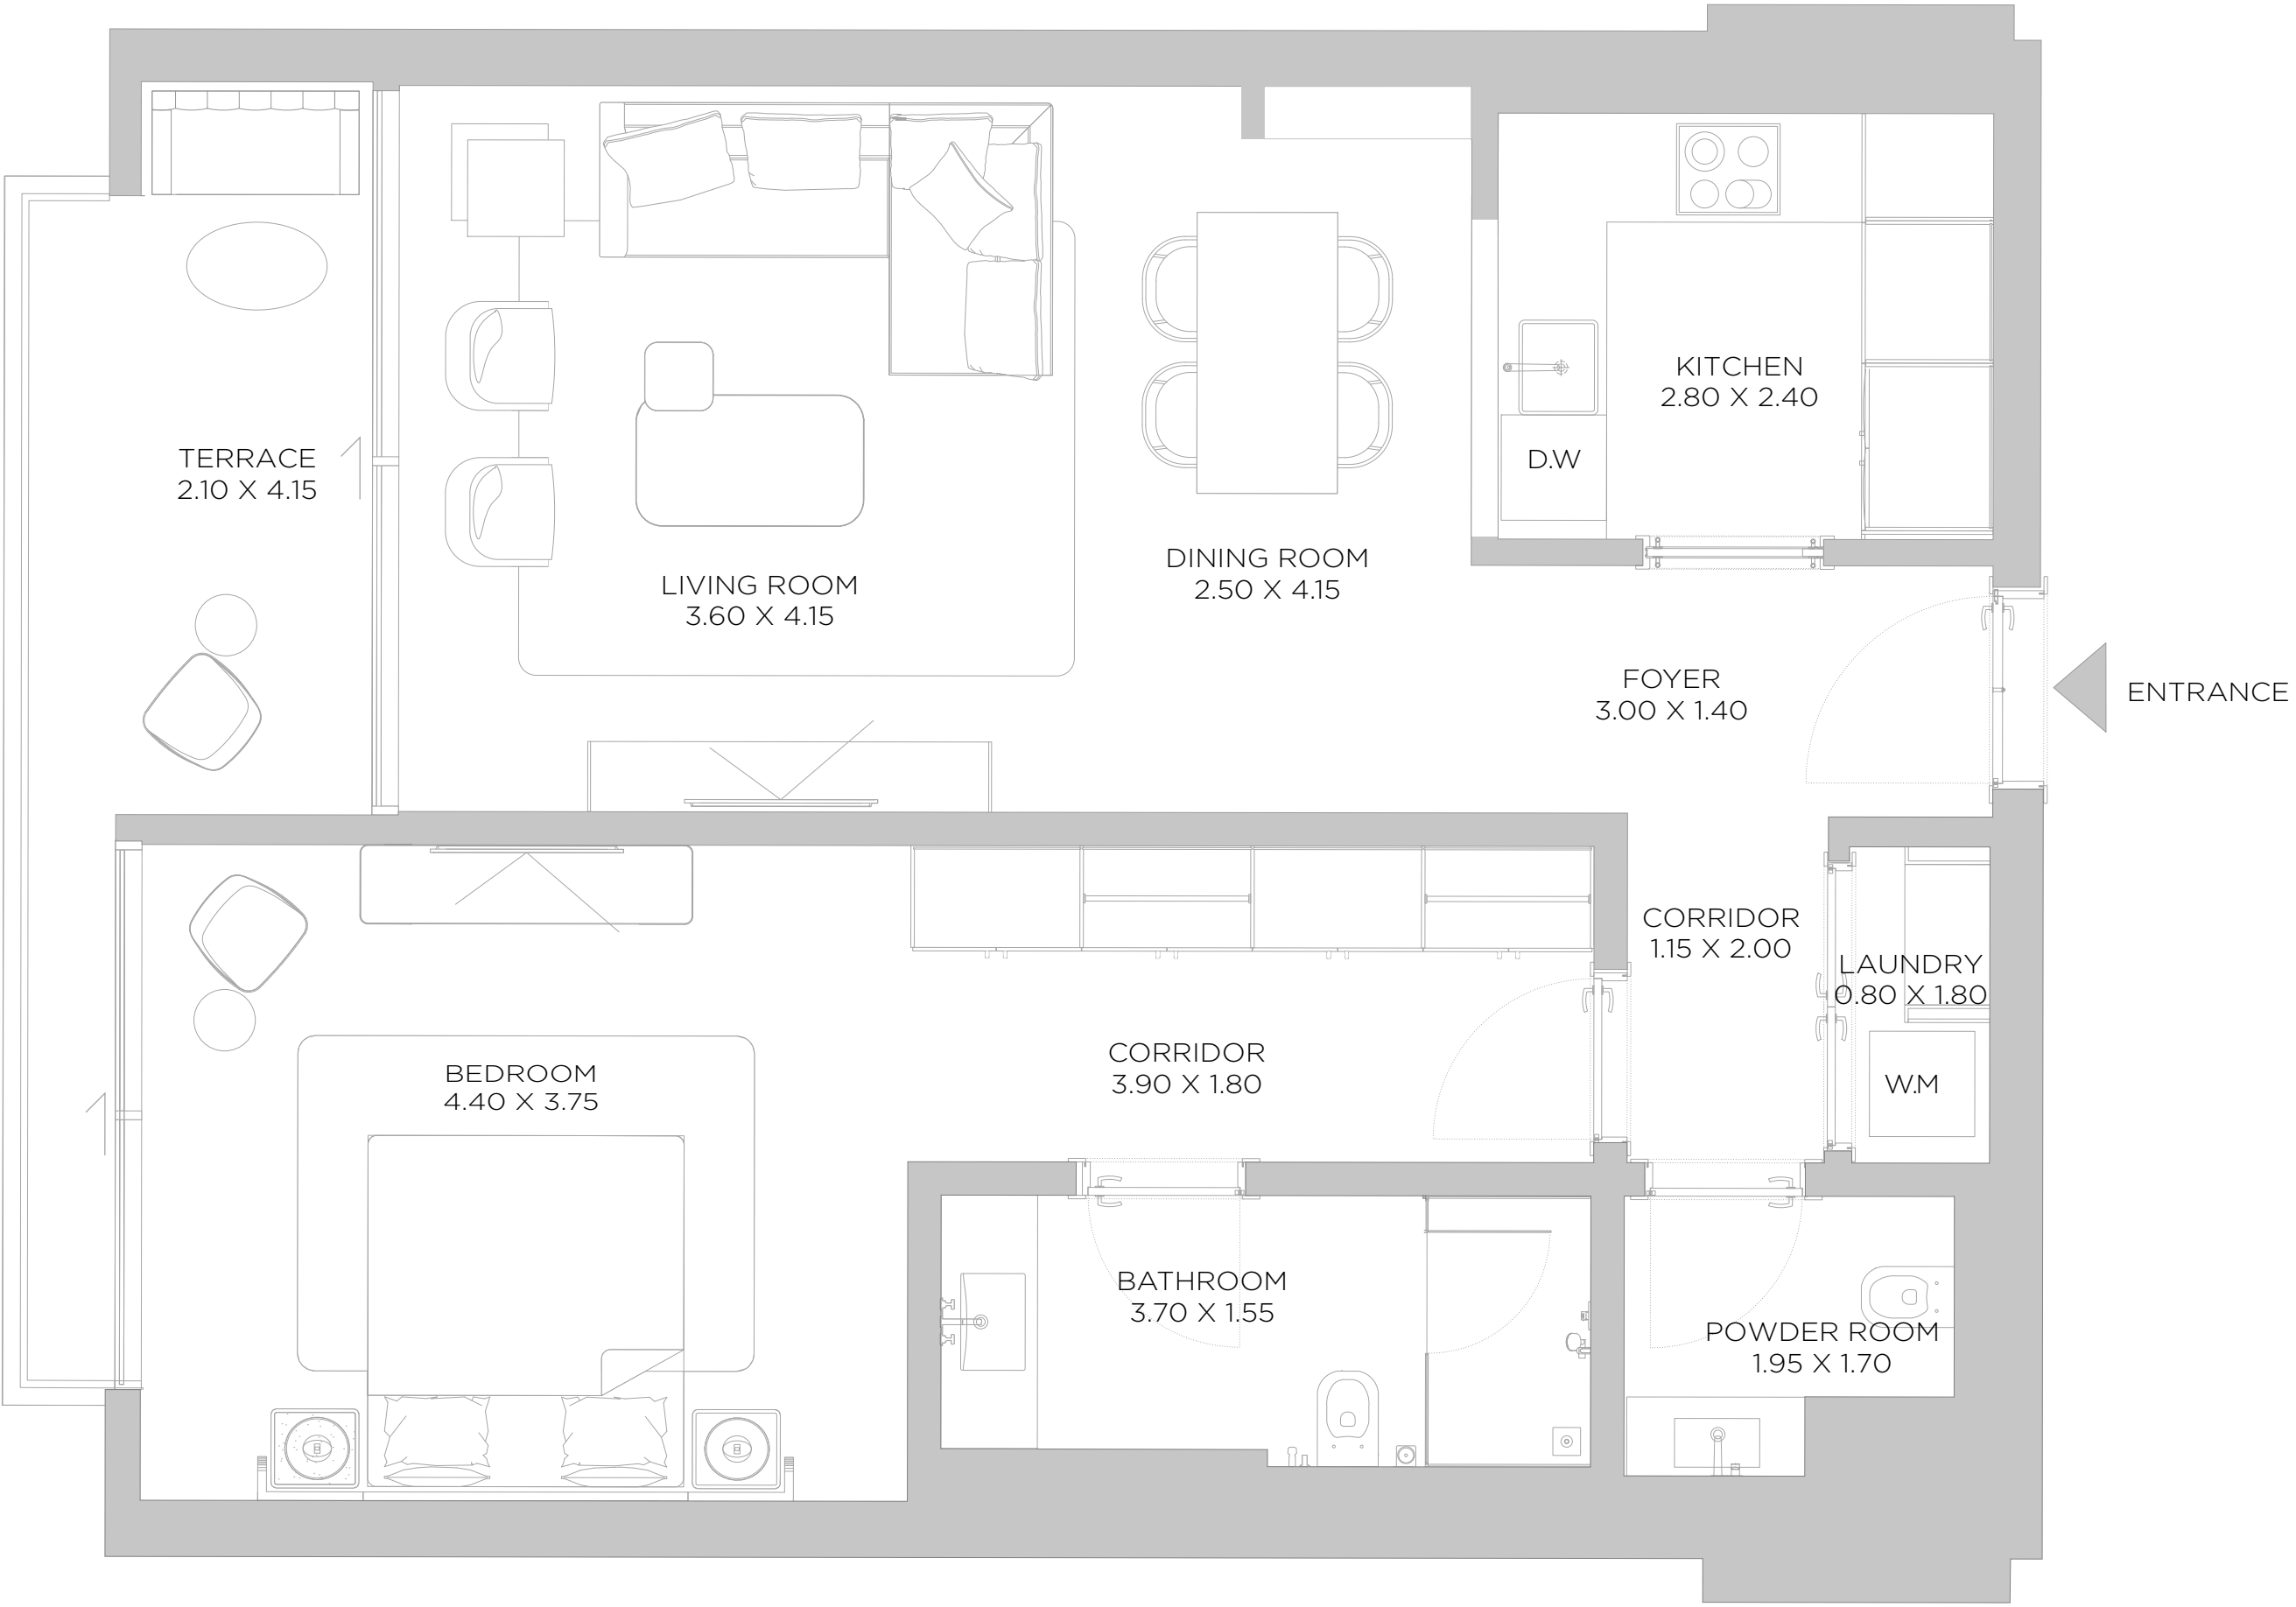 KITCHEN
2.80 X 2.40
TERRACE
2.10 X 4.15
D.W
LIVING ROOM
3.60 X 4.15
DINING ROOM
2.50 X 4.15
FOYER
3.00 X 1.40
ENTRANCE
CORRIDOR
1.15 X 2.00
LAUNDRY
0.80 X 1.80
W.M
CORRIDOR
3.90 X 1.80
BEDROOM
4.40 X 3.75
BATHROOM
3.70 X 1.55
POWDER ROOM
1.95 X 1.70